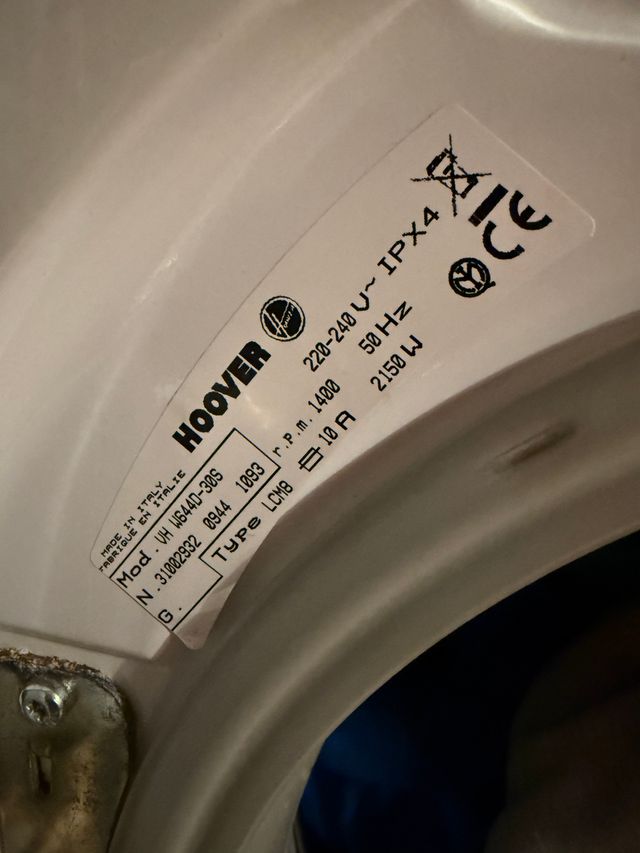 HOOVER
220-240 V~ IPX4
50 Hz
r.p.m. 1400
2150 W
10 A
MADE IN ITALY
FABRIQUE EN ITALIE
Mod. VH W644D-30S
N. 31002932 0944 1093
G.
Type LCM8
CE